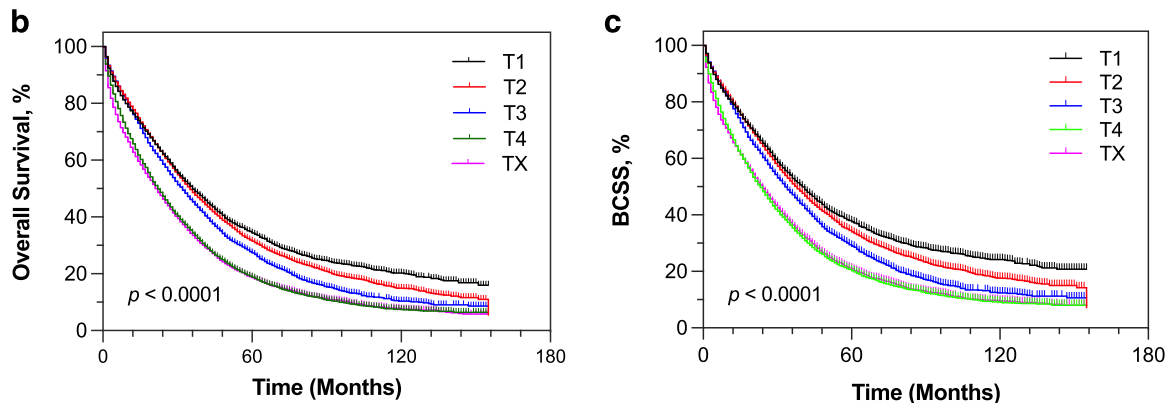 b
Overall Survival, %
100
80
60
40
20
0
0
60
120
180
Time (Months)
T1
T2
T3
T4
TX
p < 0.0001
c
BCSS, %
100
80
60
40
20
0
0
60
120
180
Time (Months)
T1
T2
T3
T4
TX
p < 0.0001